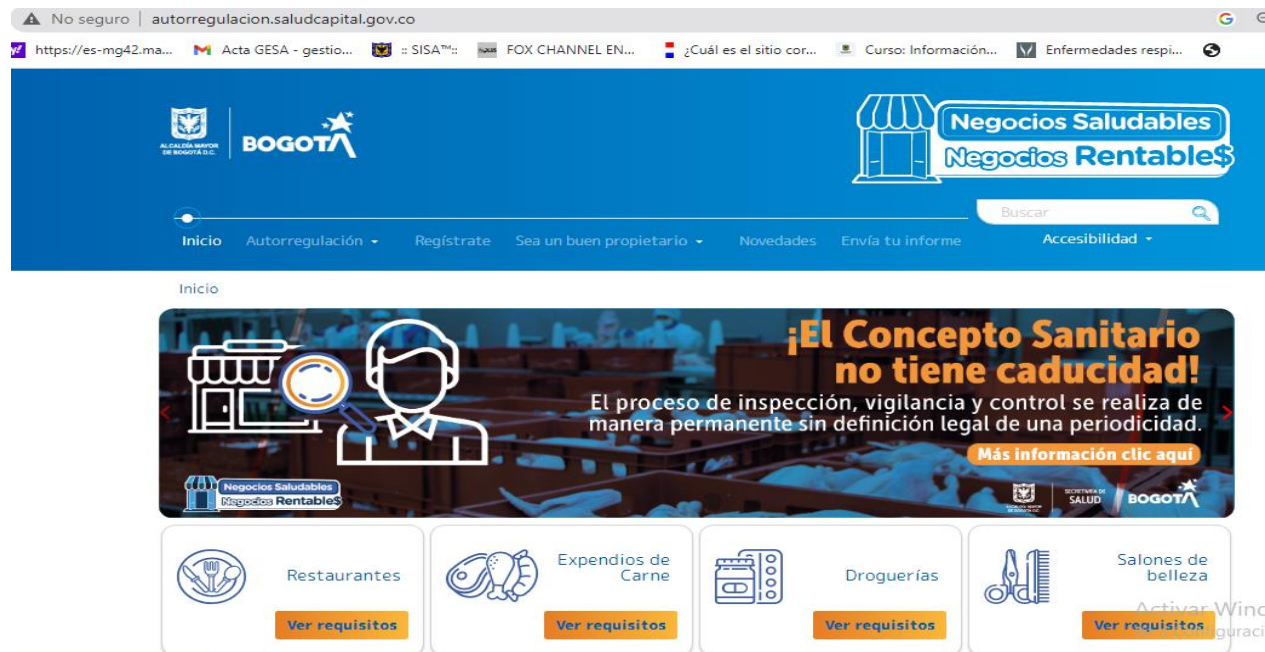 No seguro | autorregulacion.saludcapital.gov.co
https://es-mg42.ma... Acta GESA - gestio... :: SISA™:: FOX CHANNEL EN... ¿Cuál es el sitio cor... Curso: Información... Enfermedades respi...
ALCALDÍA MAYOR
DE BOGOTÁ D.C.
BOGOTÁ
Negocios Saludables
Negocios Rentable$
Buscar
Inicio Autorregulación Regístrate Sea un buen propietario Novedades Envía tu informe Accesibilidad
Inicio
¡El Concepto Sanitario
no tiene caducidad!
El proceso de inspección, vigilancia y control se realiza de
manera permanente sin definición legal de una periodicidad.
Más información clic aquí
Negocios Saludables
Negocios Rentable$
SECRETARÍA DE
SALUD
BOGOTÁ
Restaurantes
Ver requisitos
Expendios de
Carne
Ver requisitos
Droguerías
Ver requisitos
Salones de
belleza
Ver requisitos
Activar Wind